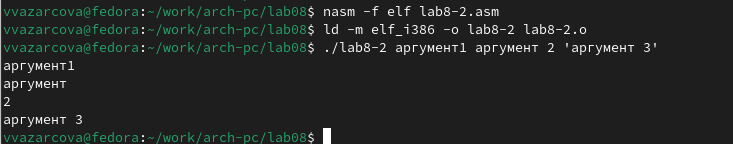 vvazarcova@fedora:~/work/arch-pc/lab08$ nasm -f elf lab8-2.asm
vvazarcova@fedora:~/work/arch-pc/lab08$ ld -m elf_i386 -o lab8-2 lab8-2.o
vvazarcova@fedora:~/work/arch-pc/lab08$ ./lab8-2 аргумент1 аргумент 2 'аргумент 3'
аргумент1
аргумент
2
аргумент 3
vvazarcova@fedora:~/work/arch-pc/lab08$